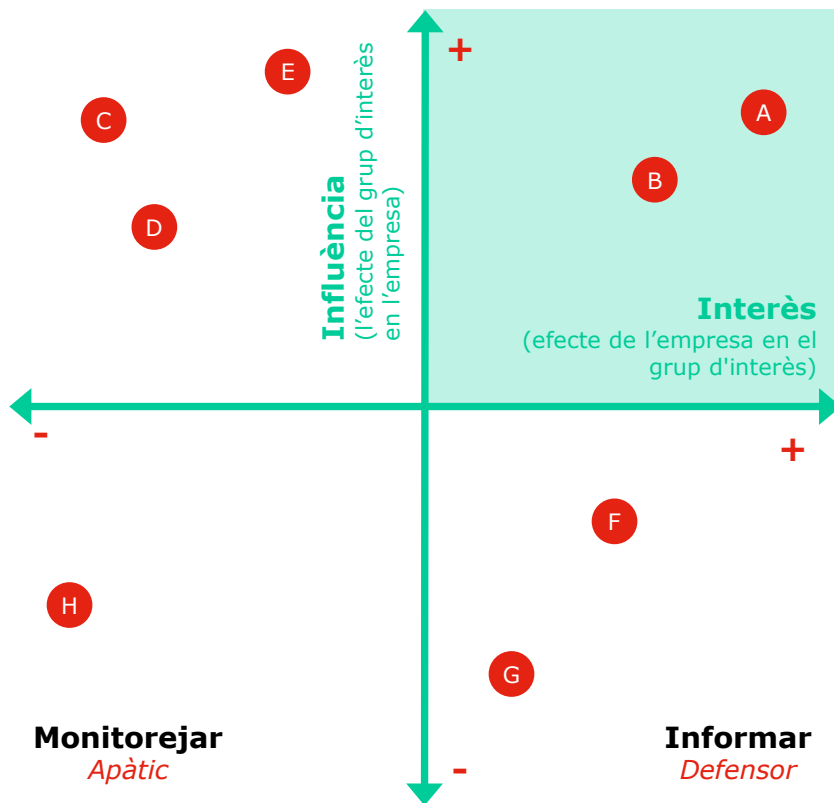 +
E
A
C
B
D
Influència
(l’efecte del grup d’interès
en l’empresa)
Interès
(efecte de l’empresa en el
grup d'interès)
-
+
F
H
G
Monitorejar
Apàtic
-
Informar
Defensor